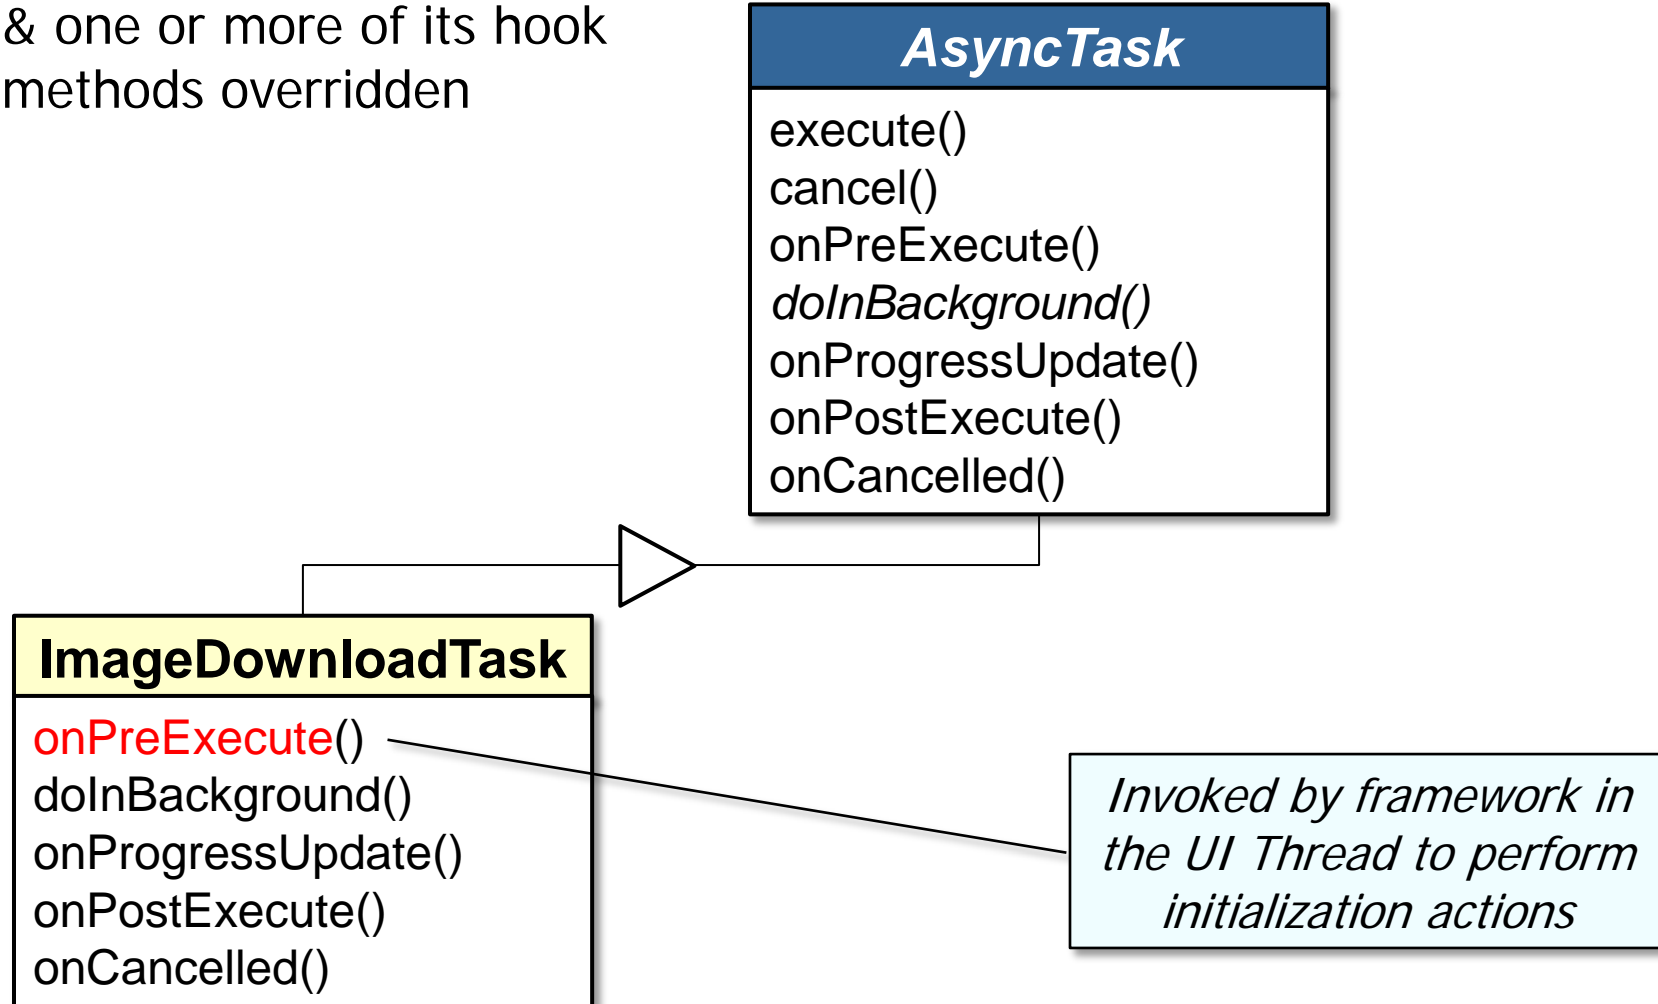 & one or more of its hook
methods overridden
AsyncTask
execute()
cancel()
onPreExecute()
doInBackground()
onProgressUpdate()
onPostExecute()
onCancelled()
ImageDownloadTask
onPreExecute()
doInBackground()
onProgressUpdate()
onPostExecute()
onCancelled()
Invoked by framework in
the UI Thread to perform
initialization actions